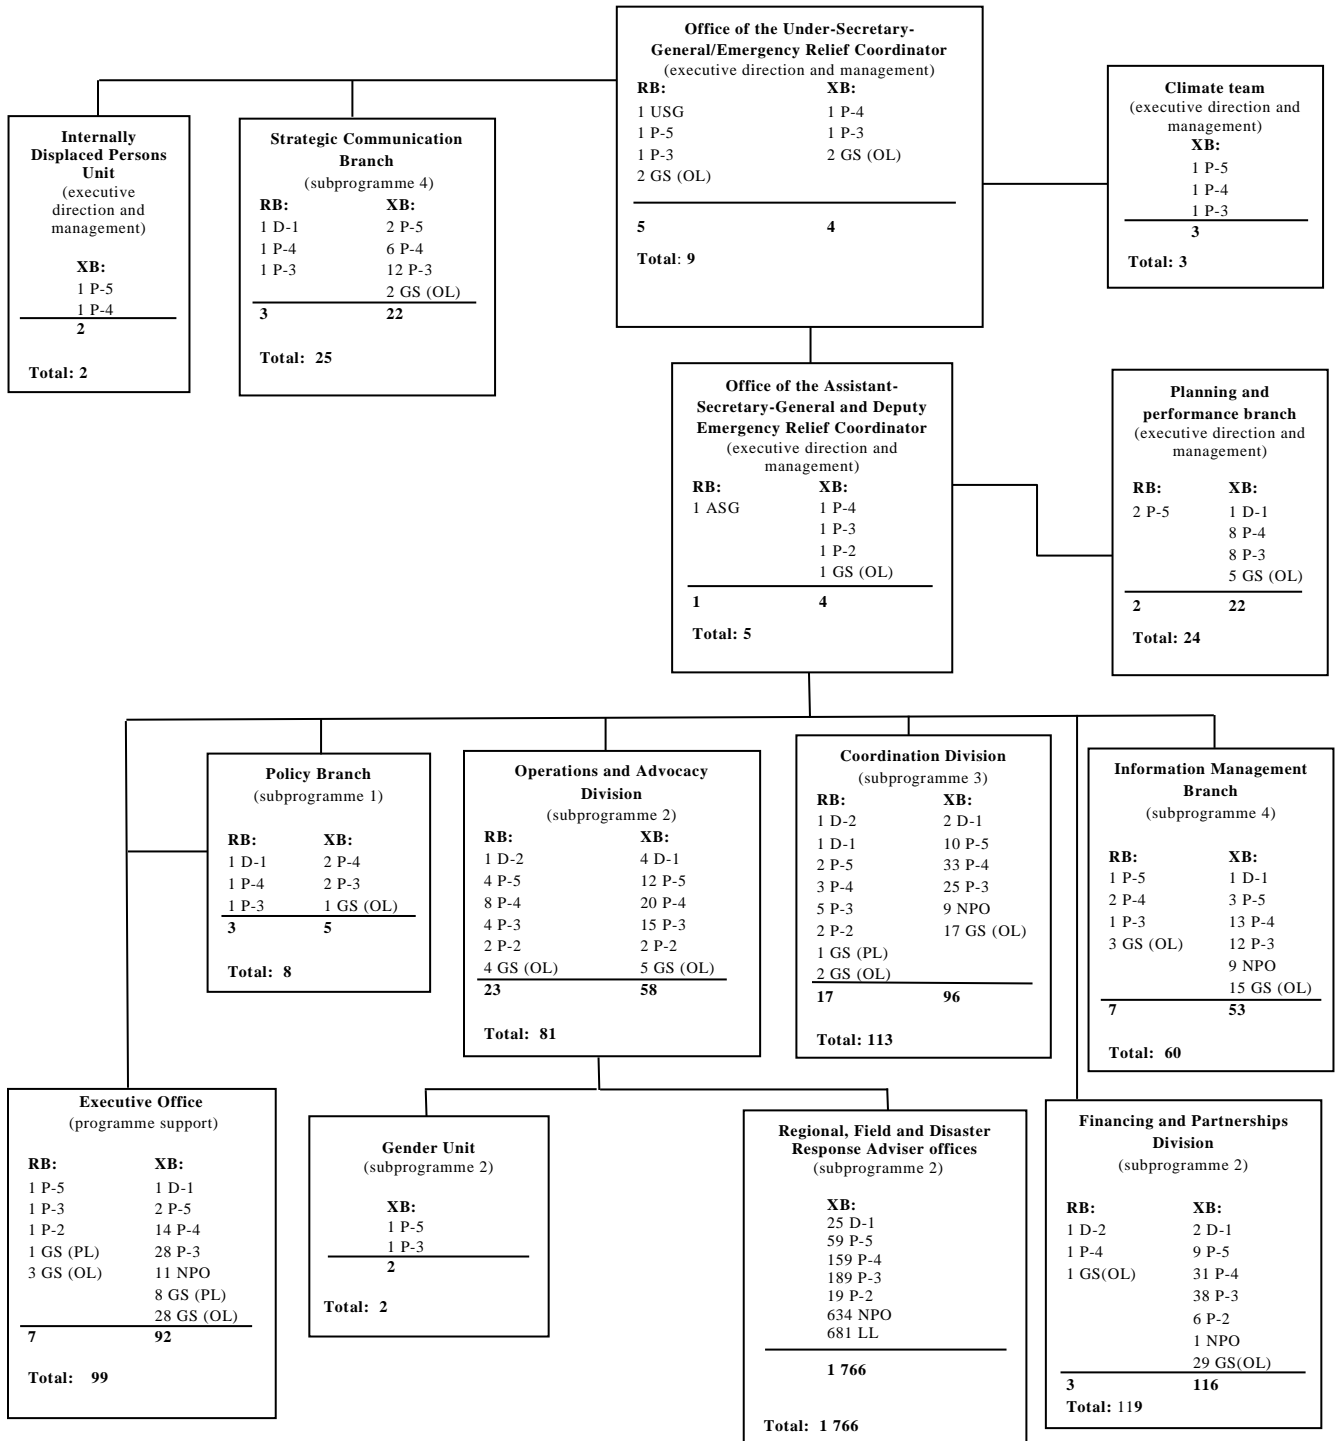 Office of the Under-Secretary-
General/Emergency Relief Coordinator
(executive direction and management)
RB: XB:
1 USG 1 P-4
1 P-5 1 P-3
1 P-3 2 GS (OL)
2 GS (OL)
5 4
Total: 9
Climate team
(executive direction and
management)
XB:
1 P-5
1 P-4
1 P-3
3
Total: 3
Internally
Displaced Persons
Unit
(executive
direction and
management)
XB:
1 P-5
1 P-4
2
Total: 2
Strategic Communication
Branch
(subprogramme 4)
RB: XB:
1 D-1 2 P-5
1 P-4 6 P-4
1 P-3 12 P-3
2 GS (OL)
3 22
Total: 25
Office of the Assistant-
Secretary-General and Deputy
Emergency Relief Coordinator
(executive direction and
management)
RB: XB:
1 ASG 1 P-4
1 P-3
1 P-2
1 GS (OL)
1 4
Total: 5
Planning and
performance branch
(executive direction and
management)
RB: XB:
2 P-5 1 D-1
8 P-4
8 P-3
5 GS (OL)
2 22
Total: 24
Policy Branch
(subprogramme 1)
RB: XB:
1 D-1 2 P-4
1 P-4 2 P-3
1 P-3 1 GS (OL)
3 5
Total: 8
Operations and Advocacy
Division
(subprogramme 2)
RB: XB:
1 D-2 4 D-1
4 P-5 12 P-5
8 P-4 20 P-4
4 P-3 15 P-3
2 P-2 2 P-2
4 GS (OL) 5 GS (OL)
23 58
Total: 81
Coordination Division
(subprogramme 3)
RB: XB:
1 D-2 2 D-1
1 D-1 10 P-5
2 P-5 33 P-4
3 P-4 25 P-3
5 P-3 9 NPO
2 P-2 17 GS (OL)
1 GS (PL)
2 GS (OL)
17 96
Total: 113
Information Management
Branch
(subprogramme 4)
RB: XB:
1 P-5 1 D-1
2 P-4 3 P-5
1 P-3 13 P-4
3 GS (OL) 12 P-3
9 NPO
15 GS (OL)
7 53
Total: 60
Executive Office
(programme support)
RB: XB:
1 P-5 1 D-1
1 P-3 2 P-5
1 P-2 14 P-4
1 GS (PL) 28 P-3
3 GS (OL) 11 NPO
8 GS (PL)
28 GS (OL)
7 92
Total: 99
Gender Unit
(subprogramme 2)
XB:
1 P-5
1 P-3
2
Total: 2
Regional, Field and Disaster
Response Adviser offices
(subprogramme 2)
XB:
25 D-1
59 P-5
159 P-4
189 P-3
19 P-2
634 NPO
681 LL
1 766
Total: 1 766
Financing and Partnerships
Division
(subprogramme 2)
RB: XB:
1 D-2 2 D-1
1 P-4 9 P-5
1 GS(OL) 31 P-4
38 P-3
6 P-2
1 NPO
29 GS(OL)
3 116
Total: 119